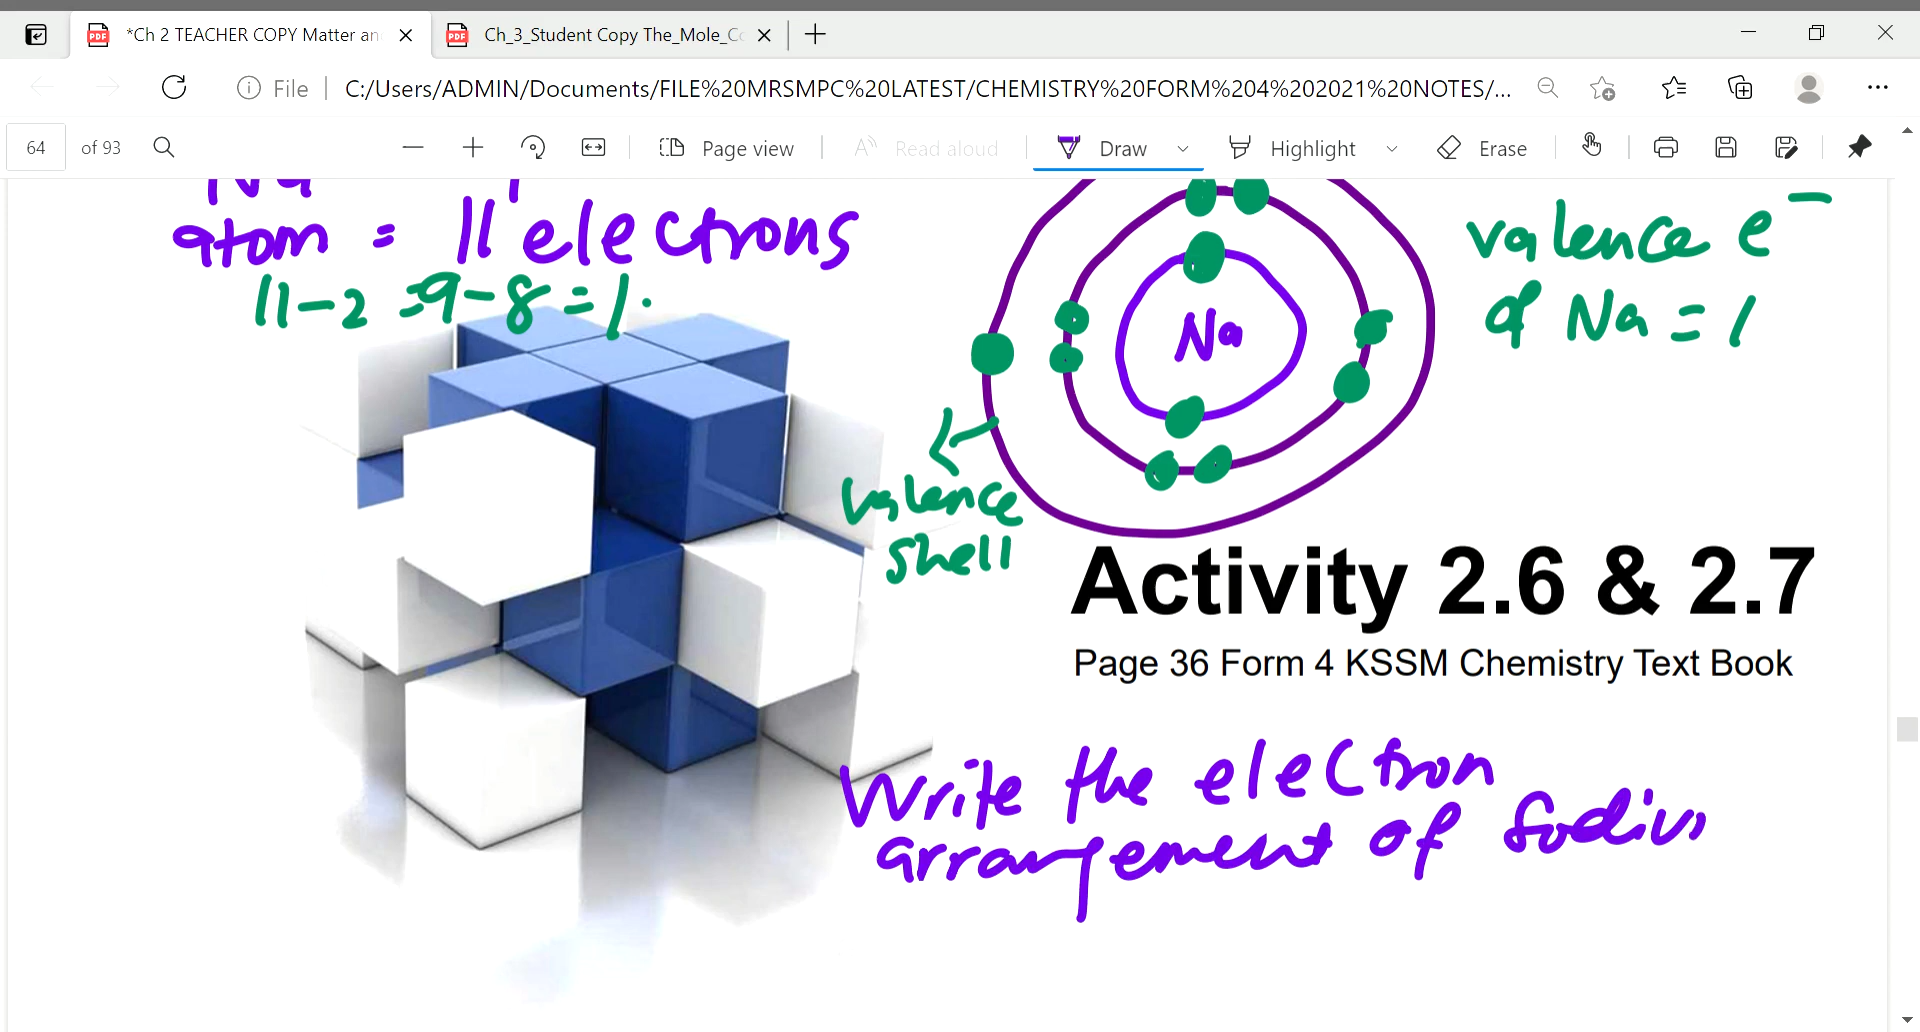 *Ch 2 TEACHER COPY Matter an
Ch_3_Student Copy The_Mole_Co
File
C:/Users/ADMIN/Documents/FILE%20MRSMPC%20LATEST/CHEMISTRY%20FORM%204%202021%20NOTES/...
64 of 93
Page view
Read aloud
Draw
Highlight
Erase
atom = 11 electrons
11-2 =9-8=1.
Na
valence e⁻
of Na = 1
valence
shell
Activity 2.6 & 2.7
Page 36 Form 4 KSSM Chemistry Text Book
Write the electron
arrangement of Sodiu